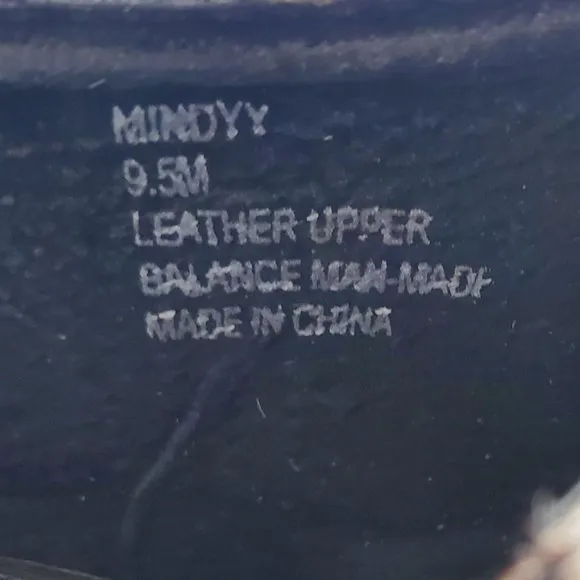 MINDYY
9.5M
LEATHER UPPER
BALANCE MAN-MADE
MADE IN CHINA